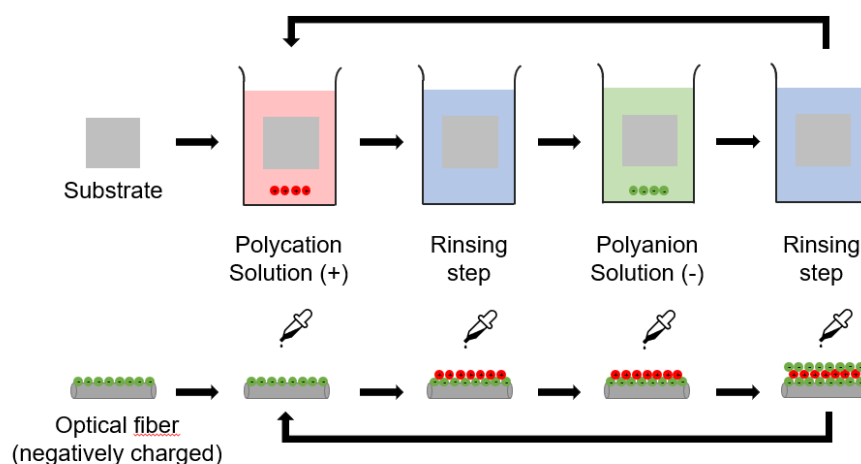 Substrate
Polycation
Solution (+)
Rinsing
step
Polyanion
Solution (-)
Rinsing
step
Optical fiber
(negatively charged)